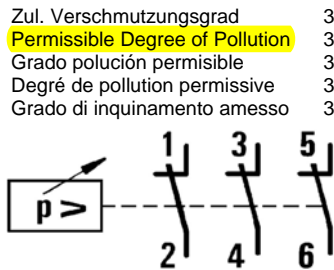 Zul. Verschmutzungsgrad 3
Permissible Degree of Pollution 3
Grado polución permisible 3
Degré de pollution permissive 3
Grado di inquinamento amesso 3
1 3 5
p >
2 4 6